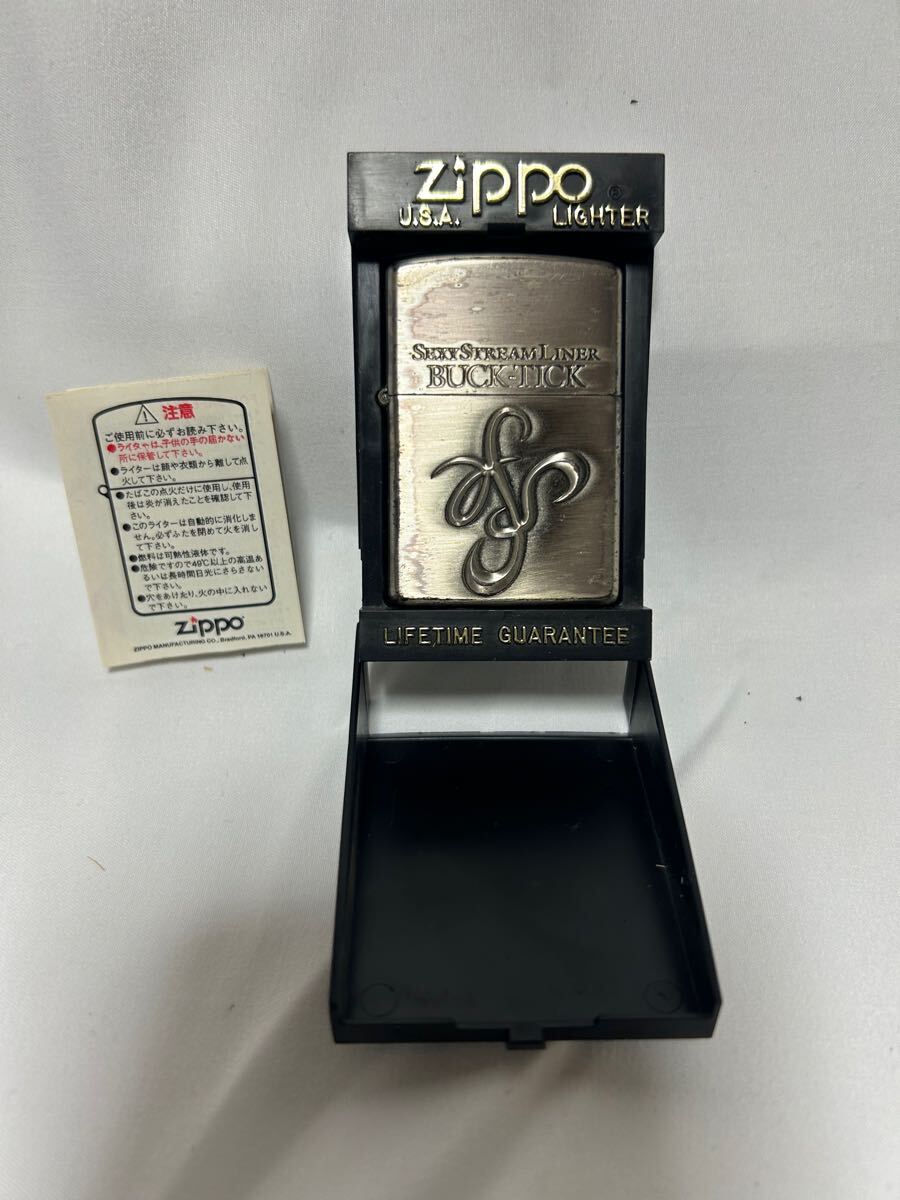 zippo ®
U.S.A. LIGHTER
SEXY STREAM LINER
BUCK-TICK
LIFETIME GUARANTEE
⚠ 注意
ご使用前に必ずお読み下さい。
●ライターは、子供の手の届かない
所に保管して下さい。
●ライターは顔や衣類から離して点
火して下さい。
●たばこの点火だけに使用し、使用
後は炎が消えたことを確認して下
さい。
●このライターは自動的に消化しま
せん。必ずふたを閉めて火を消し
て下さい。
●燃料は可熱性液体です。
●危険ですので49℃以上の高温あ
るいは長時間日光にさらさない
で下さい。
●穴をあけたり、火の中に入れない
で下さい。
zippo
ZIPPO MANUFACTURING CO., Bradford, PA 16701 U.S.A.